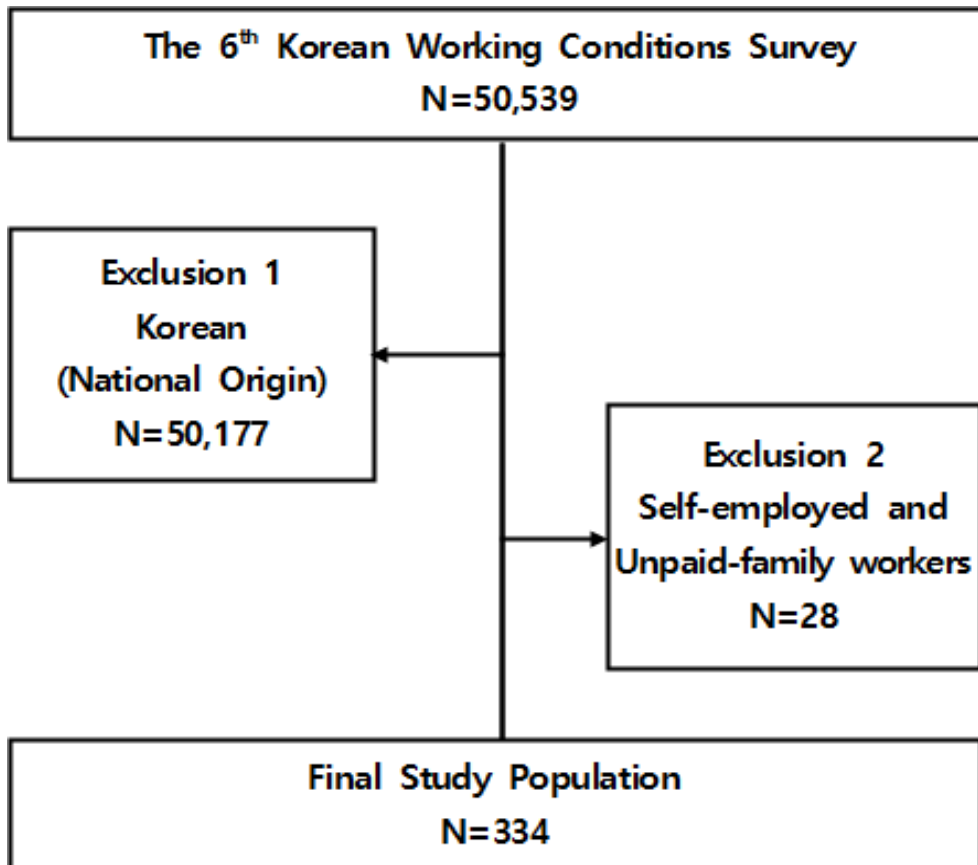 The 6th Korean Working Conditions Survey
N=50,539
Exclusion 1
Korean
(National Origin)
N=50,177
Exclusion 2
Self-employed and
Unpaid-family workers
N=28
Final Study Population
N=334